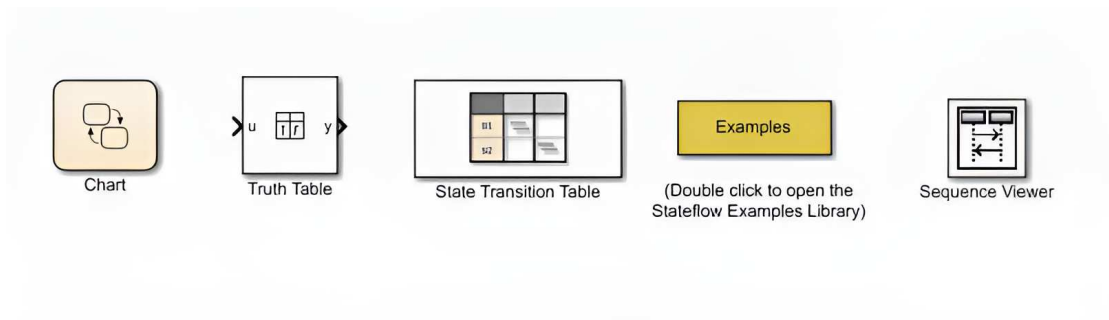 Chart
u
y
Truth Table
State Transition Table
Examples
(Double click to open the
Stateflow Examples Library)
Sequence Viewer